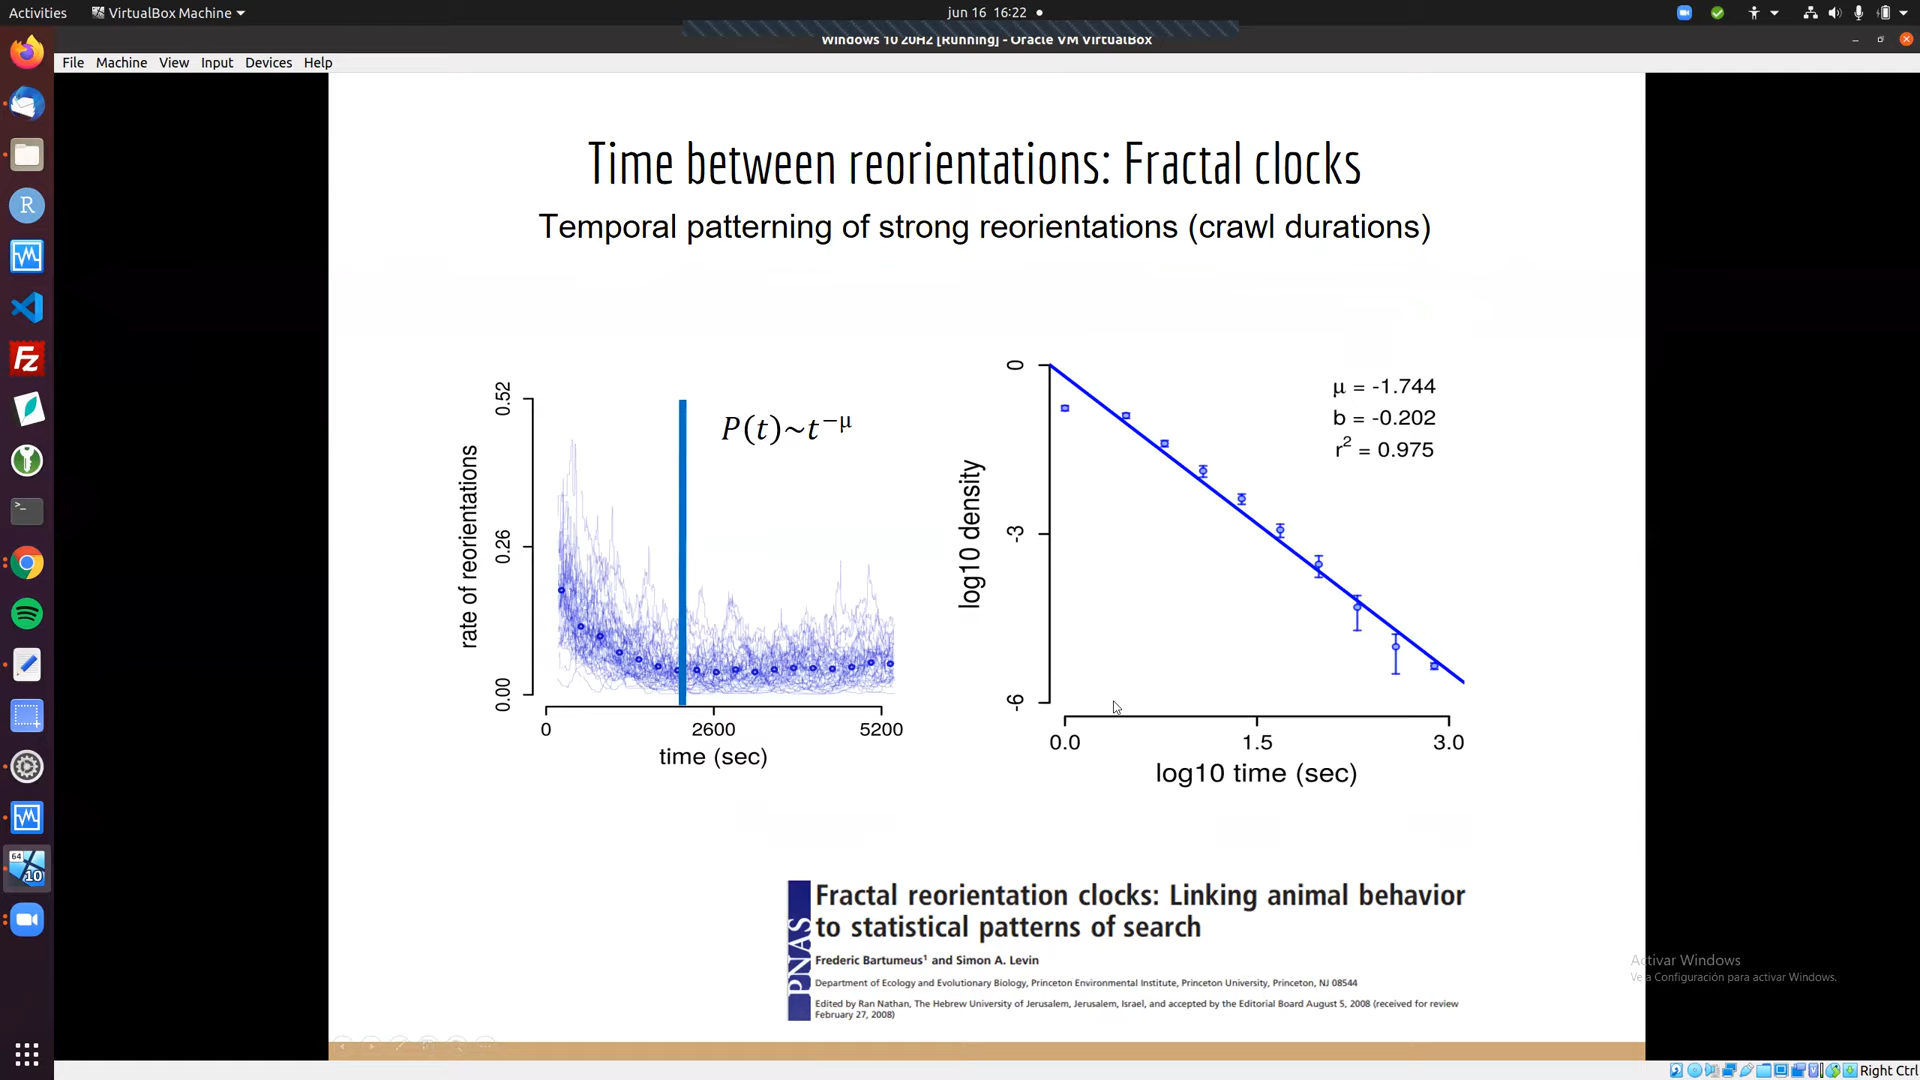 Activities
VirtualBox Machine
jun 16 16:22
Windows 10 20H2 [Running] - Oracle VM VirtualBox
File Machine View Input Devices Help
Time between reorientations: Fractal clocks
Temporal patterning of strong reorientations (crawl durations)
rate of reorientations
0.52
0.26
0.00
P(t)~t^−μ
0
2600
5200
time (sec)
log10 density
0
-3
-6
μ = -1.744
b = -0.202
r² = 0.975
0.0
1.5
3.0
log10 time (sec)
PNAS
Fractal reorientation clocks: Linking animal behavior
to statistical patterns of search
Frederic Bartumeus¹ and Simon A. Levin
Department of Ecology and Evolutionary Biology, Princeton Environmental Institute, Princeton University, Princeton, NJ 08544
Edited by Ran Nathan, The Hebrew University of Jerusalem, Jerusalem, Israel, and accepted by the Editorial Board August 5, 2008 (received for review
February 27, 2008)
Activar Windows
Ve a Configuración para activar Windows.
R
Fz
64
10
Right Ctrl